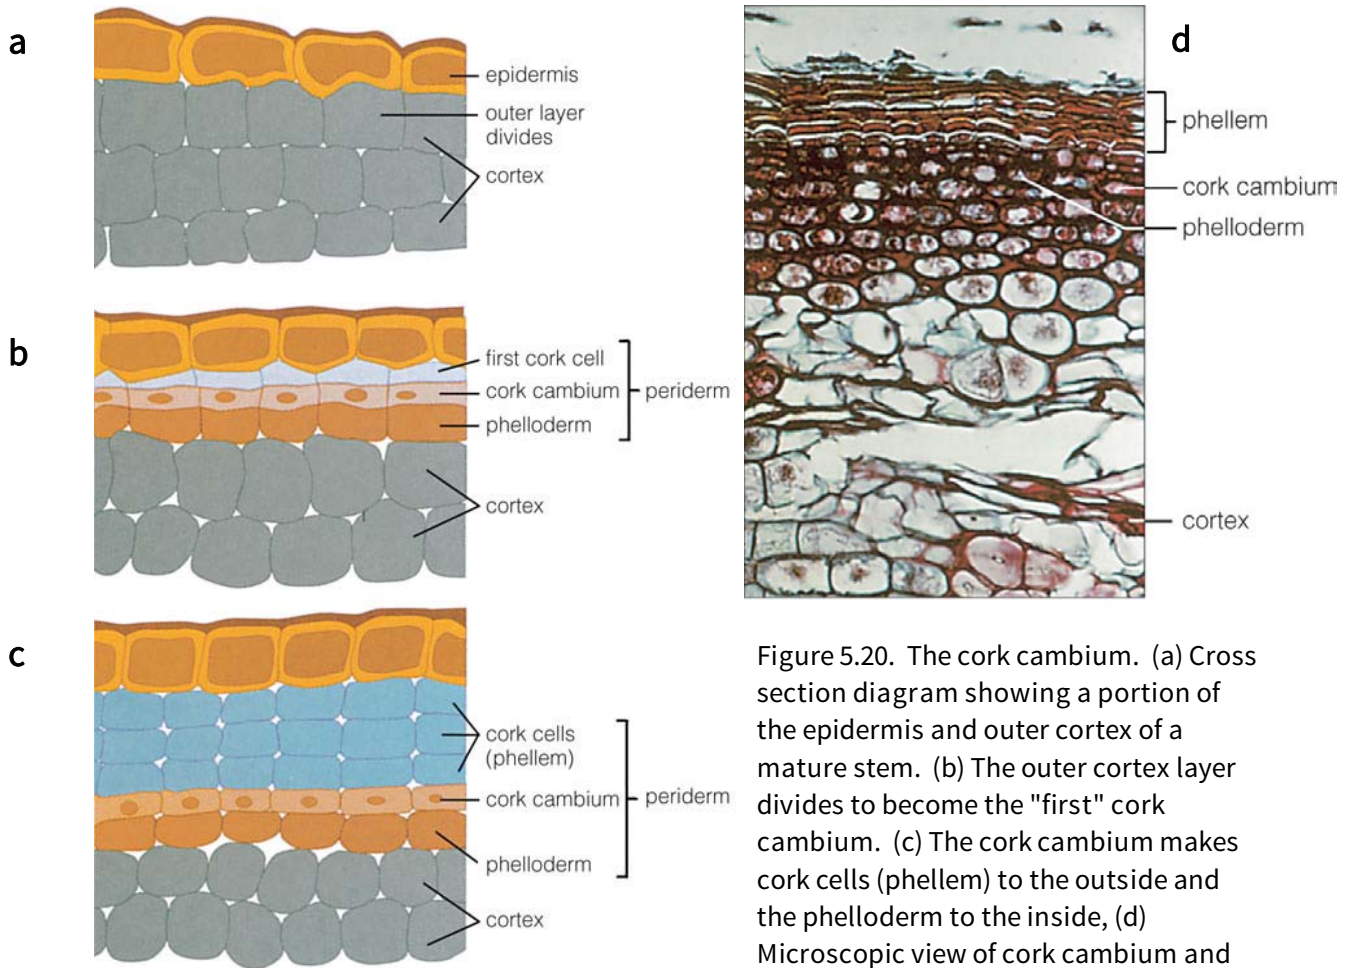 a
epidermis
outer layer
divides
cortex
b
first cork cell
cork cambium
periderm
phelloderm
cortex
c
cork cells
(phellem)
cork cambium
periderm
phelloderm
cortex
d
phellem
cork cambium
phelloderm
cortex
Figure 5.20. The cork cambium. (a) Cross
section diagram showing a portion of
the epidermis and outer cortex of a
mature stem. (b) The outer cortex layer
divides to become the "first" cork
cambium. (c) The cork cambium makes
cork cells (phellem) to the outside and
the phelloderm to the inside, (d)
Microscopic view of cork cambium and